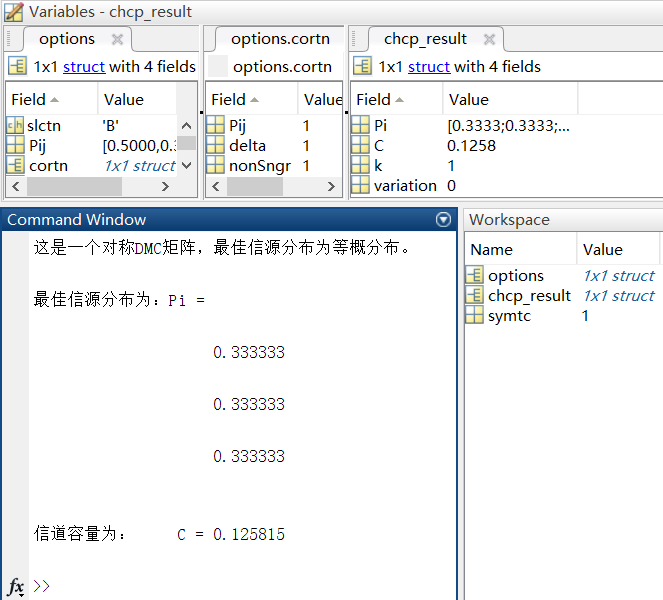 Variables - chcp_result
options
1x1 struct with 4 fields
Field Value
slctn 'B'
Pij
cortn 1x1 struct
options.cortn
options.cortn
Field Value
Pij 1
delta 1
nonSngr 1
chcp_result
1x1 struct with 4 fields
Field Value
Pi [0.3333;0.3333;...
C 0.1258
k 1
variation 0
Command Window
这是一个对称DMC矩阵，最佳信源分布为等概分布。
最佳信源分布为：Pi =
0.333333
0.333333
0.333333
信道容量为： C = 0.125815
fx >>
Workspace
Name Value
options 1x1 struct
chcp_result 1x1 struct
symtc 1